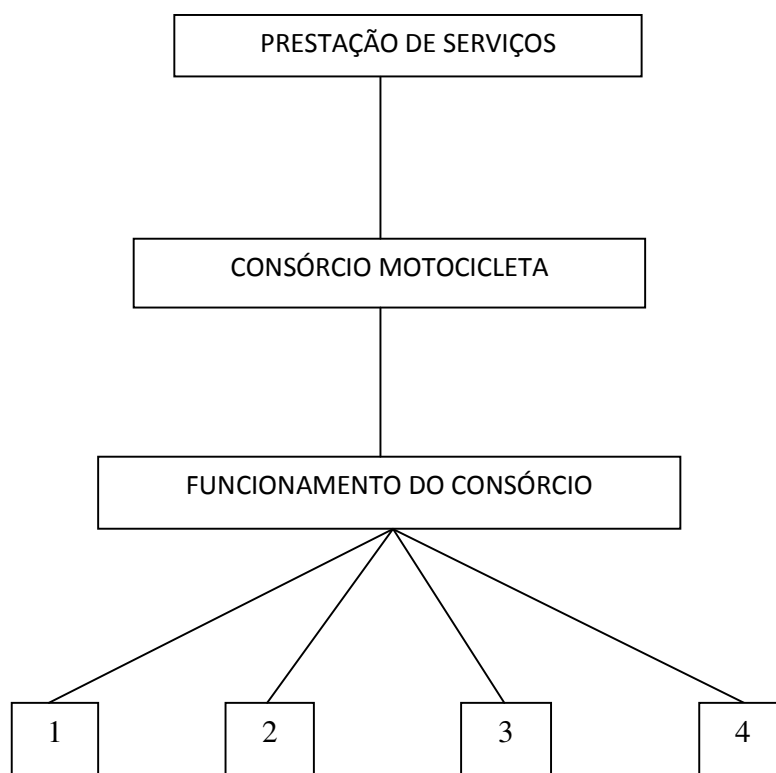 PRESTAÇÃO DE SERVIÇOS
CONSÓRCIO MOTOCICLETA
FUNCIONAMENTO DO CONSÓRCIO
1 2 3 4